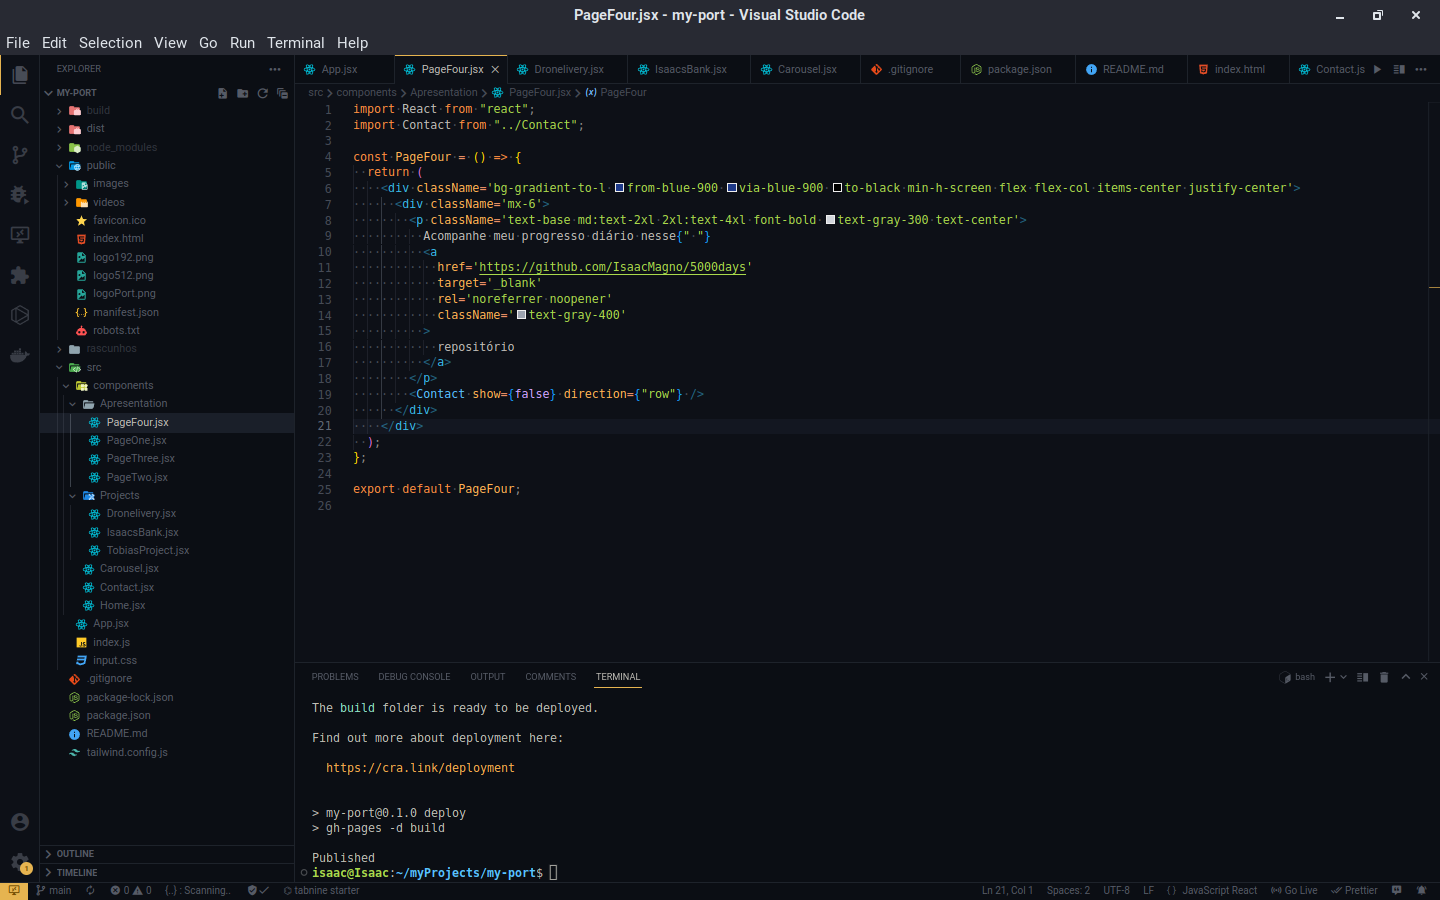 PageFour.jsx - my-port - Visual Studio Code
File Edit Selection View Go Run Terminal Help
EXPLORER
App.jsx PageFour.jsx Dronelivery.jsx IsaacsBank.jsx Carousel.jsx .gitignore package.json README.md index.html Contact.js
MY-PORT
src > components > Apresentation > PageFour.jsx > PageFour
build
dist
node_modules
public
images
videos
favicon.ico
index.html
logo192.png
logo512.png
logoPort.png
manifest.json
robots.txt
rascunhos
src
components
Apresentation
PageFour.jsx
PageOne.jsx
PageThree.jsx
PageTwo.jsx
Projects
Dronelivery.jsx
IsaacsBank.jsx
TobiasProject.jsx
Carousel.jsx
Contact.jsx
Home.jsx
App.jsx
index.js
input.css
.gitignore
package-lock.json
package.json
README.md
tailwind.config.js
OUTLINE
TIMELINE
1 import React from "react";
2 import Contact from "../Contact";
3
4 const PageFour = () => {
5 return (
6 <div className='bg-gradient-to-l from-blue-900 via-blue-900 to-black min-h-screen flex flex-col items-center justify-center'>
7 <div className='mx-6'>
8 <p className='text-base md:text-2xl 2xl:text-4xl font-bold text-gray-300 text-center'>
9 Acompanhe meu progresso diário nesse{" "}
10 <a
11 href='https://github.com/IsaacMagno/5000days'
12 target='_blank'
13 rel='noreferrer noopener'
14 className='text-gray-400'
15 >
16 repositório
17 </a>
18 </p>
19 <Contact show={false} direction={"row"} />
20 </div>
21 </div>
22 );
23 };
24
25 export default PageFour;
26
PROBLEMS DEBUG CONSOLE OUTPUT COMMENTS TERMINAL bash
The build folder is ready to be deployed.
Find out more about deployment here:
https://cra.link/deployment
> my-port@0.1.0 deploy
> gh-pages -d build
Published
isaac@Isaac:~/myProjects/my-port$
1
main 0 0 {..} : Scanning.. tabnine starter Ln 21, Col 1 Spaces: 2 UTF-8 LF { } JavaScript React Go Live Prettier